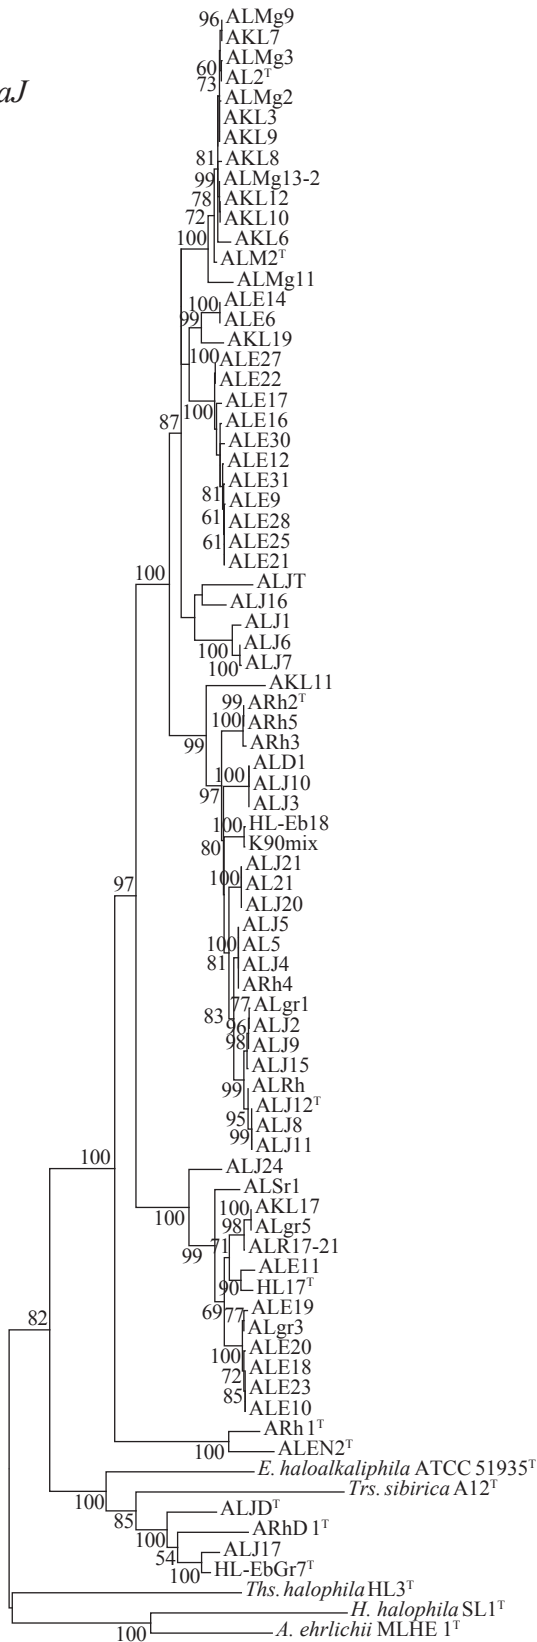 96 ALMg9
AKL7
ALMg3
60 AL2ᵀ
73
ALMg2
aJ
AKL3
AKL9
81 AKL8
99 ALMg13-2
78 AKL12
72 AKL10
100 AKL6
ALM2ᵀ
ALMg11
100 ALE14
99 ALE6
AKL19
100 ALE27
ALE22
ALE17
100 ALE16
87
ALE30
ALE12
ALE31
81 ALE9
61 ALE28
61 ALE25
ALE21
100 ALJT
ALJ16
ALJ1
100 ALJ6
100 ALJ7
AKL11
99 ARh2ᵀ
100 ARh5
99 ARh3
ALD1
100 ALJ10
97 ALJ3
100 HL-Eb18
80 K90mix
ALJ21
100 AL21
97
ALJ20
ALJ5
100 AL5
81 ALJ4
ARh4
77 ALgr1
83
96 ALJ2
98 ALJ9
ALJ15
99 ALRh
ALJ12ᵀ
95 ALJ8
99 ALJ11
100
ALJ24
ALSr1
100 AKL17
100
98 ALgr5
71 ALR17-21
99
ALE11
90 HL17ᵀ
69 77 ALE19
82
ALgr3
100 ALE20
72 ALE18
85 ALE23
ALE10
ARh 1ᵀ
100 ALEN2ᵀ
E. haloalkaliphila ATCC 51935ᵀ
100 Trs. sibirica A12ᵀ
85 ALJDᵀ
100 ARhD 1ᵀ
54 ALJ17
100 HL-EbGr7ᵀ
Ths. halophila HL3ᵀ
H. halophila SL1ᵀ
100 A. ehrlichii MLHE 1ᵀ